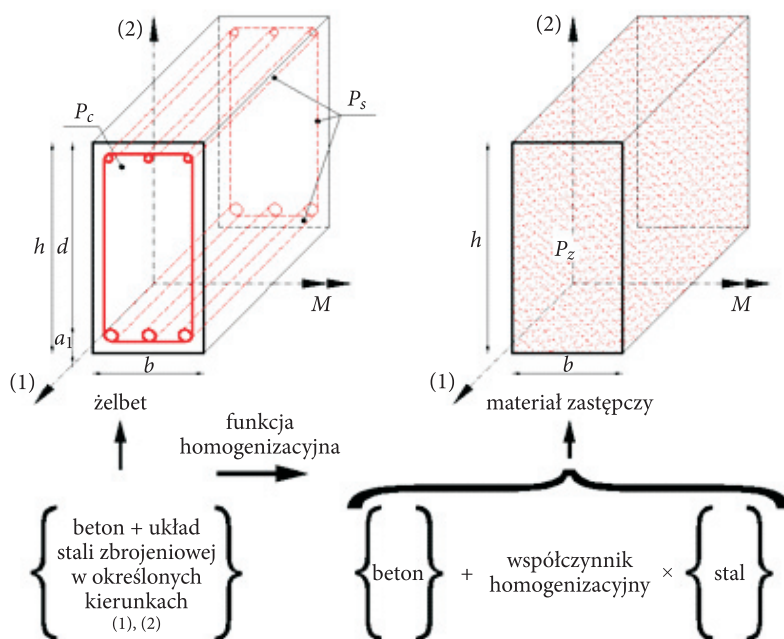 (2)
P_c
P_s
h
d
a_1
M
b
(1)
żelbet
(2)
h
P_z
M
b
(1)
materiał zastępczy
funkcja
homogenizacyjna
beton + układ
stali zbrojeniowej
w określonych
kierunkach
(1), (2)
beton
+
współczynnik
homogenizacyjny
×
stal